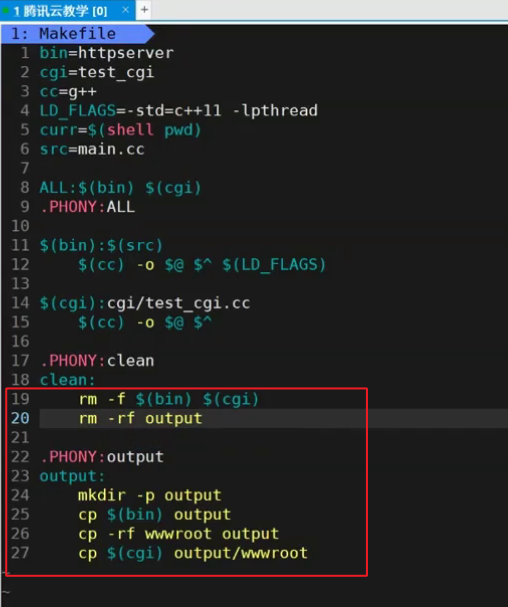 1 腾讯云教学 [0] × +
1: Makefile
1 bin=httpserver
2 cgi=test_cgi
3 cc=g++
4 LD_FLAGS=-std=c++11 -lpthread
5 curr=$(shell pwd)
6 src=main.cc
7
8 ALL:$(bin) $(cgi)
9 .PHONY:ALL
10
11 $(bin):$(src)
12     $(cc) -o $@ $^ $(LD_FLAGS)
13
14 $(cgi):cgi/test_cgi.cc
15     $(cc) -o $@ $^
16
17 .PHONY:clean
18 clean:
19     rm -f $(bin) $(cgi)
20     rm -rf output
21
22 .PHONY:output
23 output:
24     mkdir -p output
25     cp $(bin) output
26     cp -rf wwwroot output
27     cp $(cgi) output/wwwroot
~
~